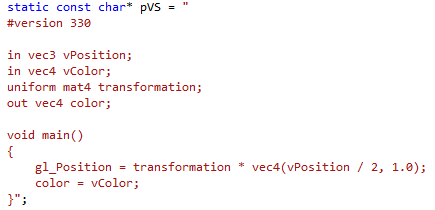 static const char* pVS = "
#version 330

in vec3 vPosition;
in vec4 vColor;
uniform mat4 transformation;
out vec4 color;

void main()
{
    gl_Position = transformation * vec4(vPosition / 2, 1.0);
    color = vColor;
}";